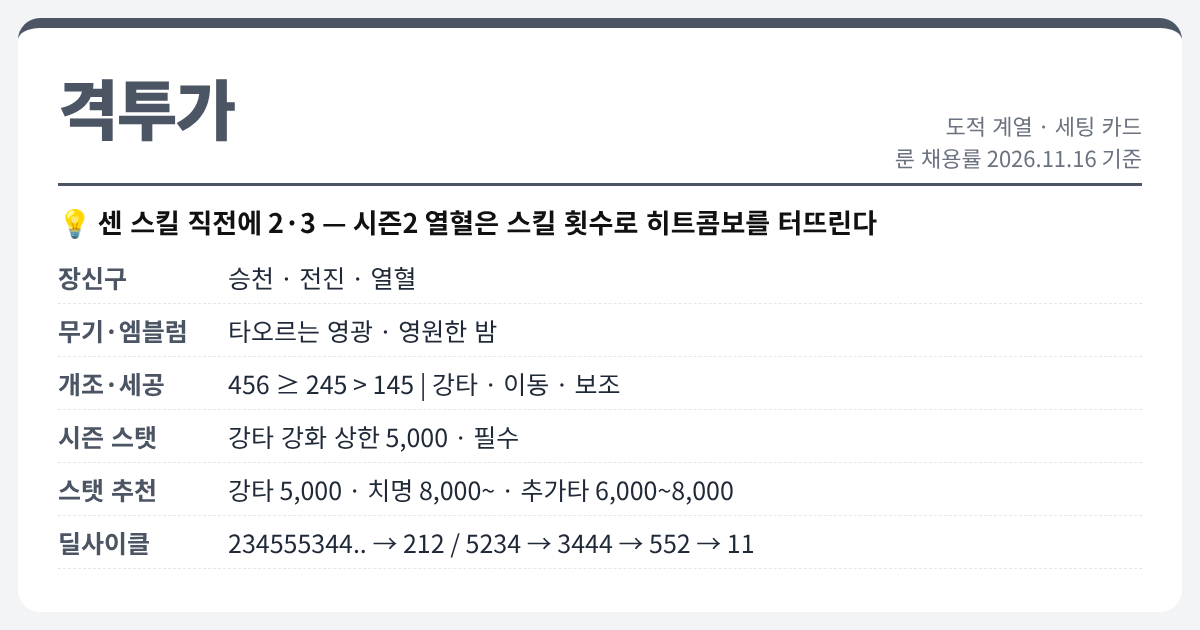 격투가
도적 계열 · 세팅 카드
룬 채용률 2026.11.16 기준
💡 센 스킬 직전에 2·3 — 시즌2 열혈은 스킬 횟수로 히트콤보를 터뜨린다
장신구 승천 · 전진 · 열혈
무기·엠블럼 타오르는 영광 · 영원한 밤
개조·세공 456 ≥ 245 > 145 | 강타 · 이동 · 보조
시즌 스탯 강타 강화 상한 5,000 · 필수
스탯 추천 강타 5,000 · 치명 8,000~ · 추가타 6,000~8,000
딜사이클 234555344.. → 212 / 5234 → 3444 → 552 → 11